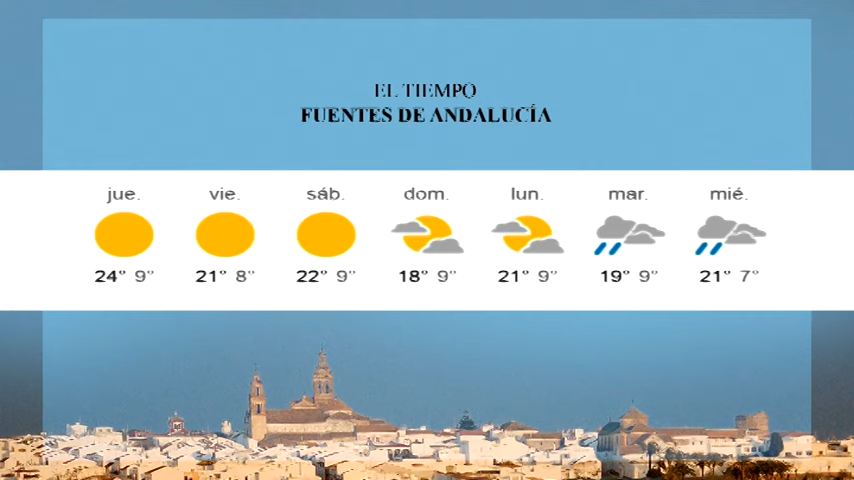 EL TIEMPO
FUENTES DE ANDALUCÍA
jue. vie. sáb. dom. lun. mar. mié.
24° 9° 21° 8° 22° 9° 18° 9° 21° 9° 19° 9° 21° 7°